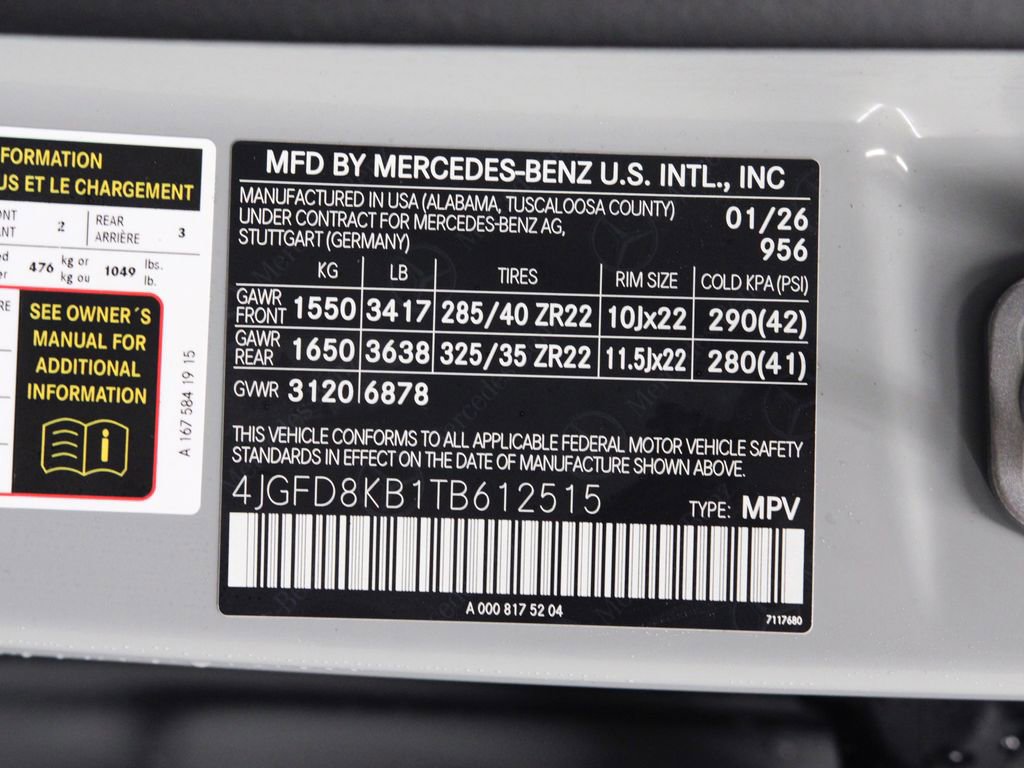 FORMATION
US ET LE CHARGEMENT
2
REAR
ARRIÈRE
3
476 kg or
kg ou
1049 lbs.
lb.
SEE OWNER´S
MANUAL FOR
ADDITIONAL
INFORMATION
A 167 584 19 15
MFD BY MERCEDES-BENZ U.S. INTL., INC
MANUFACTURED IN USA (ALABAMA, TUSCALOOSA COUNTY)
UNDER CONTRACT FOR MERCEDES-BENZ AG,
STUTTGART (GERMANY)
01/26
956
KG LB TIRES RIM SIZE COLD KPA (PSI)
GAWR FRONT 1550 3417 285/40 ZR22 10Jx22 290(42)
GAWR REAR 1650 3638 325/35 ZR22 11.5Jx22 280(41)
GVWR 3120 6878
THIS VEHICLE CONFORMS TO ALL APPLICABLE FEDERAL MOTOR VEHICLE SAFETY
STANDARDS IN EFFECT ON THE DATE OF MANUFACTURE SHOWN ABOVE.
4JGFD8KB1TB612515 TYPE: MPV
A 000 817 52 04
7117680